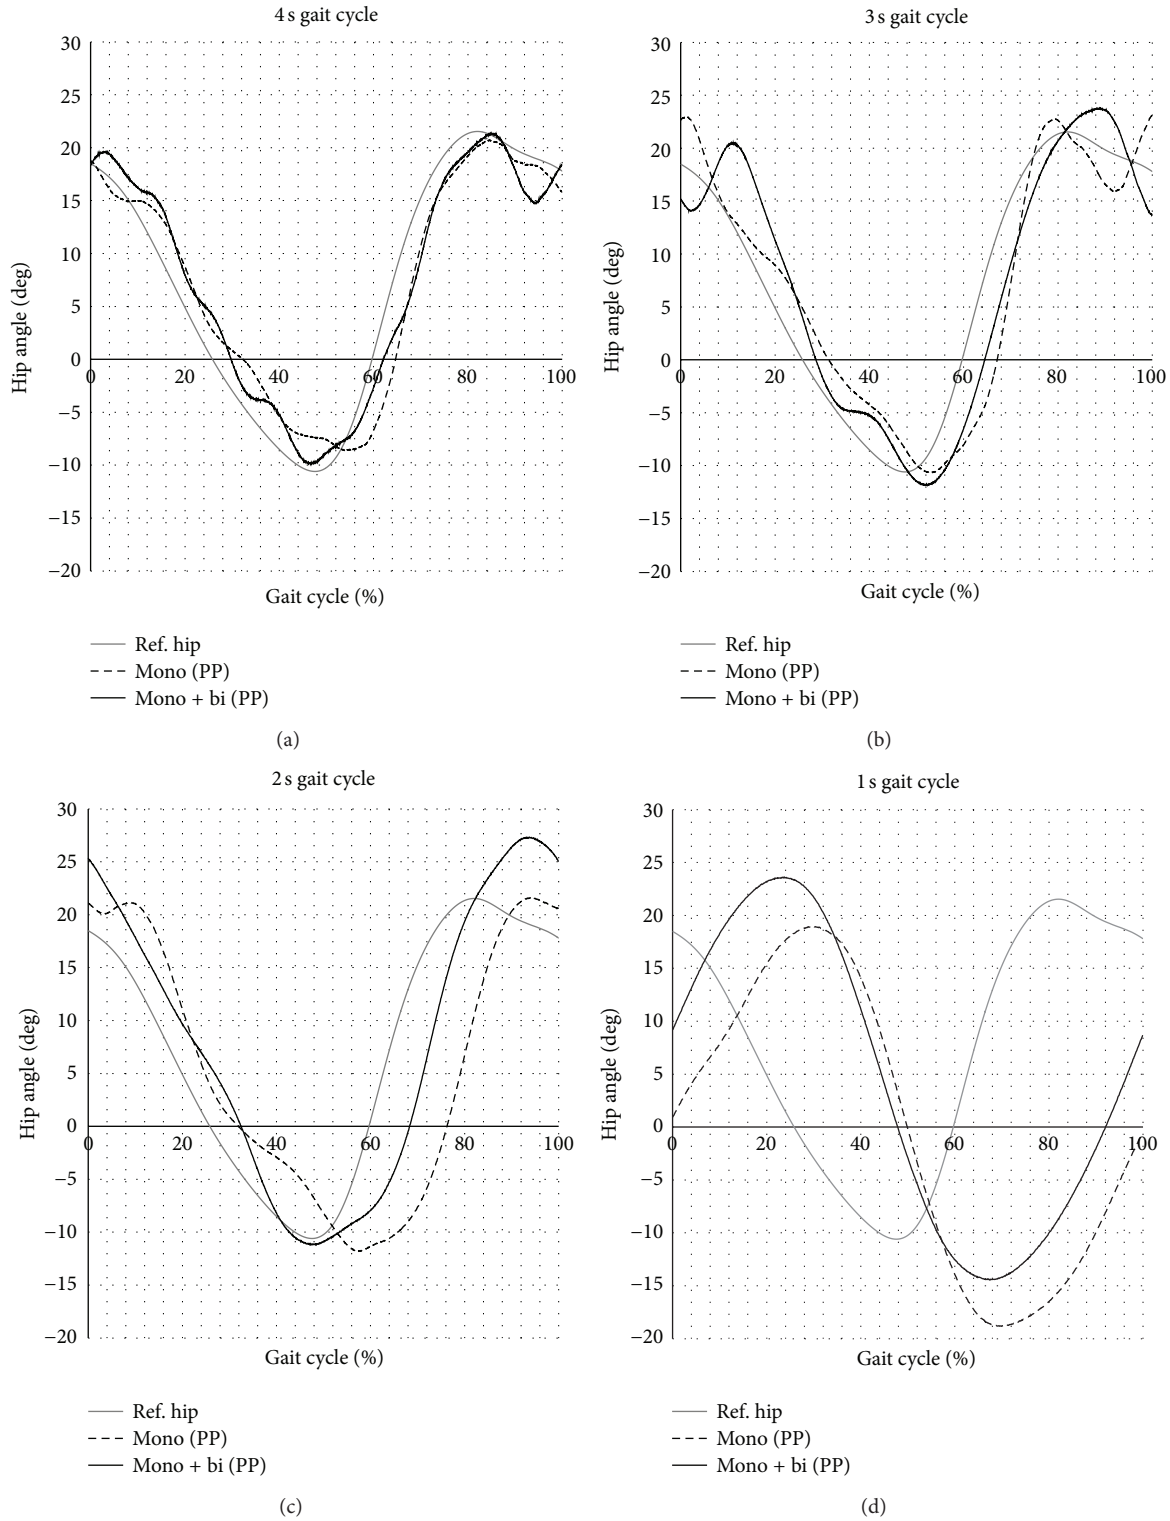 4 s gait cycle
30
25
20
15
10
5
0
−5
−10
−15
−20
0 20 40 60 80 100
Hip angle (deg)
Gait cycle (%)
Ref. hip
Mono (PP)
Mono + bi (PP)
(a)
3 s gait cycle
30
25
20
15
10
5
0
−5
−10
−15
−20
0 20 40 60 80 100
Hip angle (deg)
Gait cycle (%)
Ref. hip
Mono (PP)
Mono + bi (PP)
(b)
2 s gait cycle
30
25
20
15
10
5
0
−5
−10
−15
−20
0 20 40 60 80 100
Hip angle (deg)
Gait cycle (%)
Ref. hip
Mono (PP)
Mono + bi (PP)
(c)
1 s gait cycle
30
25
20
15
10
5
0
−5
−10
−15
−20
0 20 40 60 80 100
Hip angle (deg)
Gait cycle (%)
Ref. hip
Mono (PP)
Mono + bi (PP)
(d)